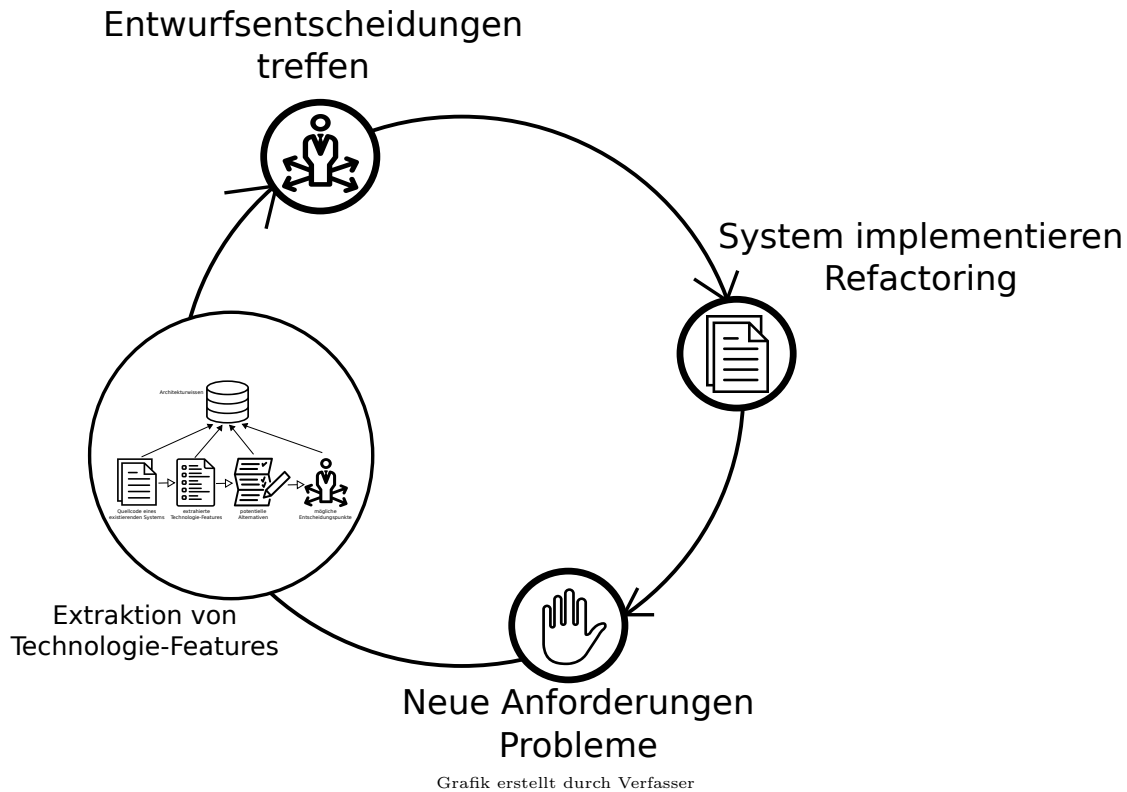 Entwurfsentscheidungen
treffen
System implementieren
Refactoring
Architekturwissen
Quellcode eines
existierenden Systems
extrahierte
Technologie-Features
potentielle
Alternativen
mögliche
Entscheidungspunkte
Extraktion von
Technologie-Features
Neue Anforderungen
Probleme
Grafik erstellt durch Verfasser